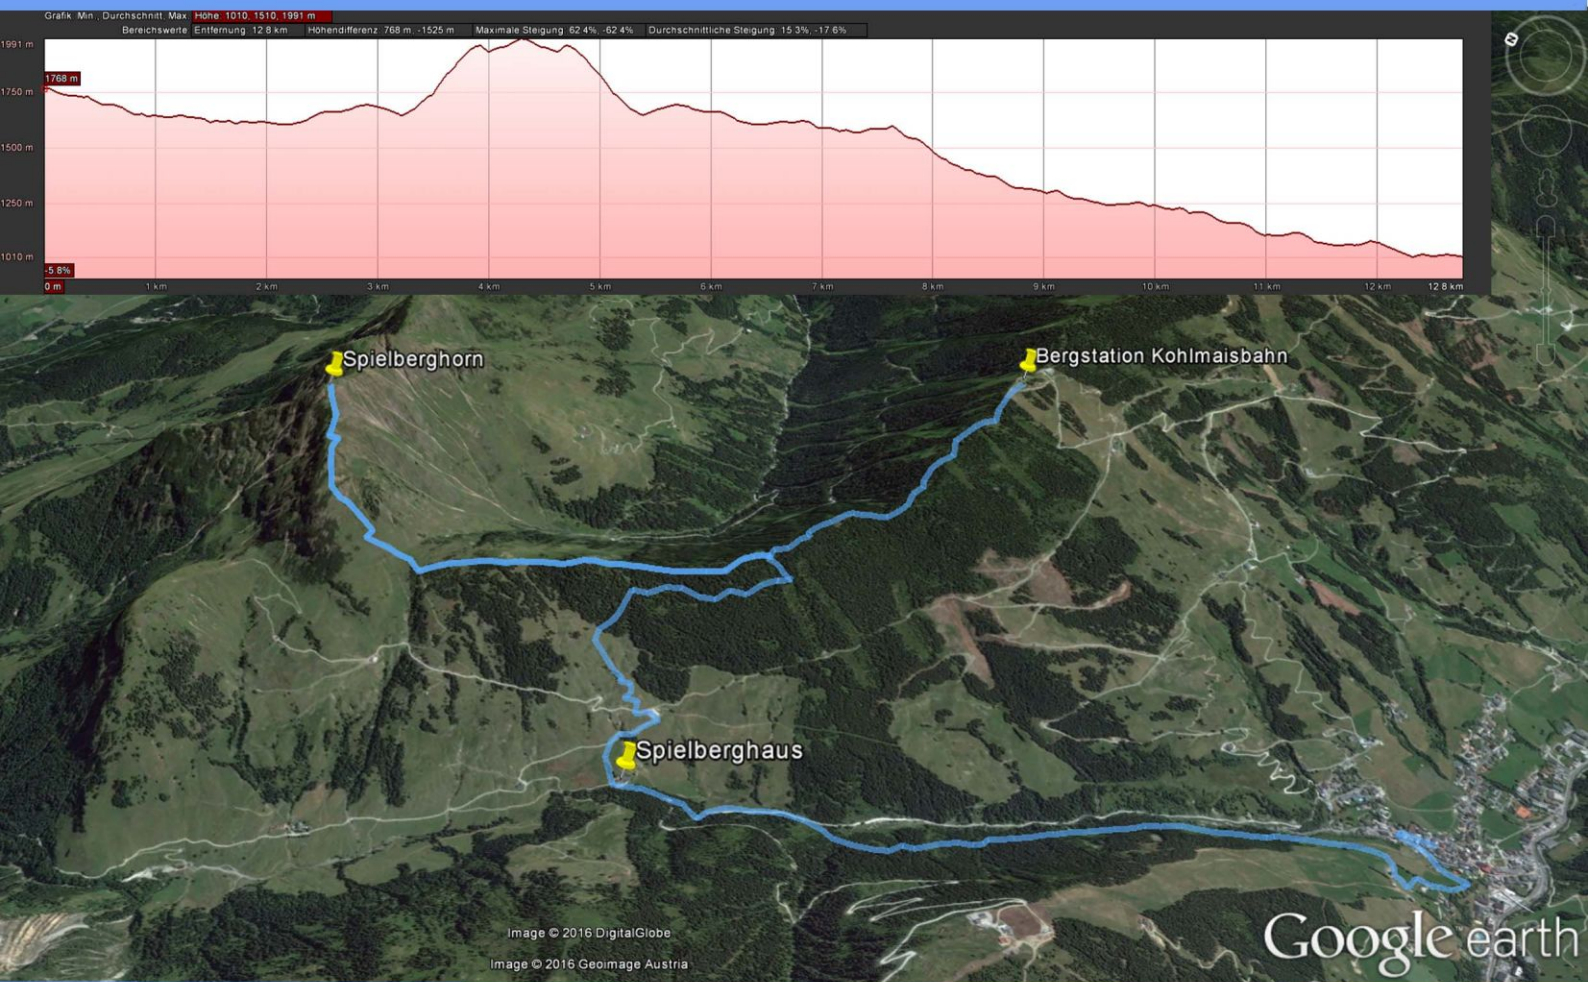 Grafik: Min., Durchschnitt, Max. Höhe: 1010, 1510, 1991 m
Bereichswerte Entfernung: 12.8 km Höhendifferenz: 768 m, -1525 m Maximale Steigung: 62.4%, -62.4% Durchschnittliche Steigung: 15.3%, -17.6%
1991 m
1768 m
1750 m
1500 m
1250 m
1010 m
-5.8%
0 m 1 km 2 km 3 km 4 km 5 km 6 km 7 km 8 km 9 km 10 km 11 km 12 km 12.8 km
N
Spielberghorn
Bergstation Kohlmaisbahn
Spielberghaus
Image © 2016 DigitalGlobe
Image © 2016 Geoimage Austria
Google earth